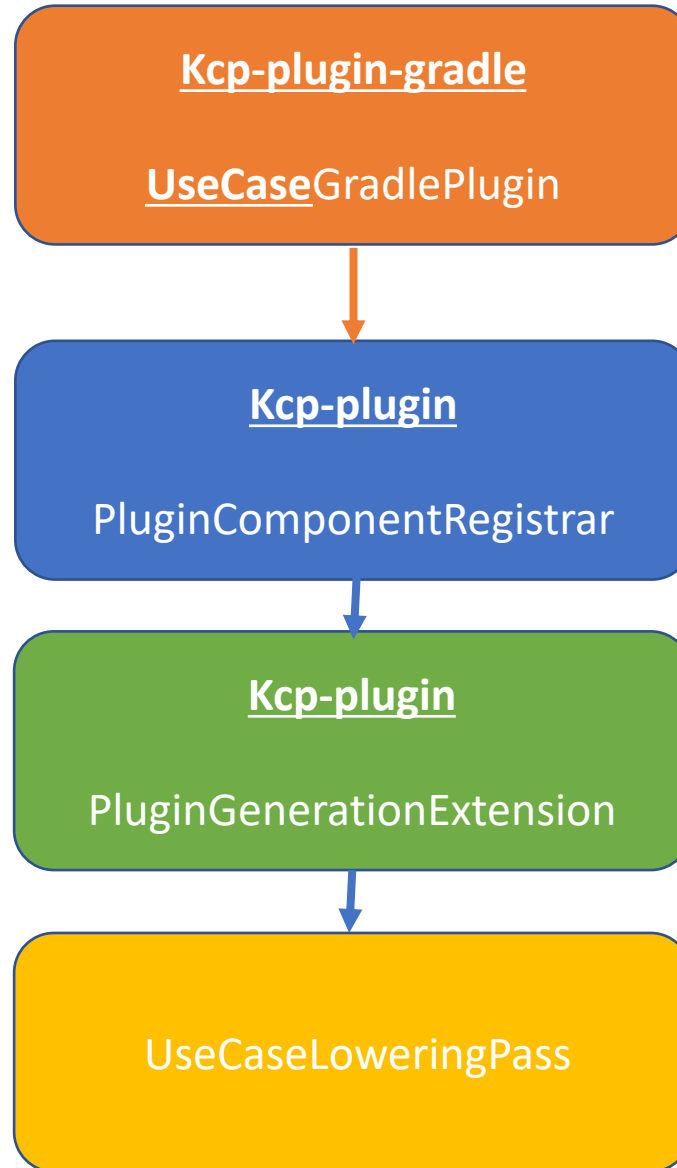 Kcp-plugin-gradle
UseCaseGradlePlugin
Kcp-plugin
PluginComponentRegistrar
Kcp-plugin
PluginGenerationExtension
UseCaseLoweringPass